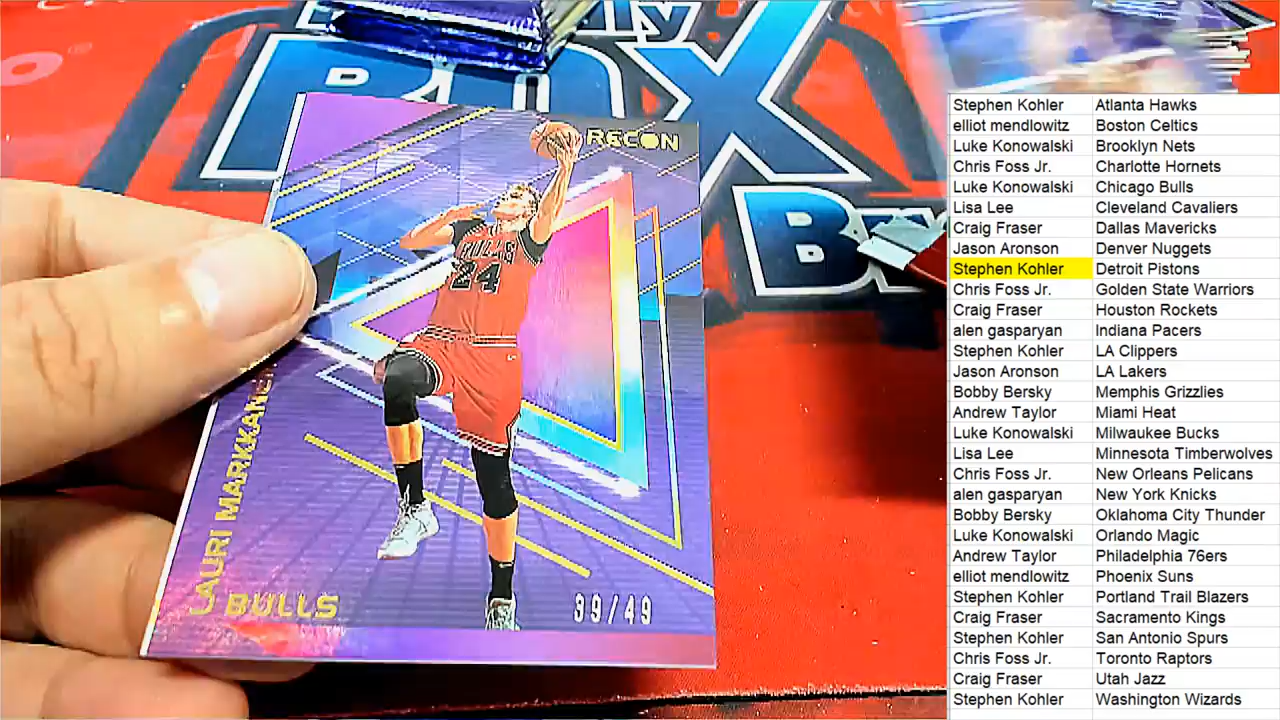 BOX
RECON
BULLS
24
LAURI MARKKANEN
BULLS
39/49
Stephen Kohler Atlanta Hawks
elliot mendlowitz Boston Celtics
Luke Konowalski Brooklyn Nets
Chris Foss Jr. Charlotte Hornets
Luke Konowalski Chicago Bulls
Lisa Lee Cleveland Cavaliers
Craig Fraser Dallas Mavericks
Jason Aronson Denver Nuggets
Stephen Kohler Detroit Pistons
Chris Foss Jr. Golden State Warriors
Craig Fraser Houston Rockets
alen gasparyan Indiana Pacers
Stephen Kohler LA Clippers
Jason Aronson LA Lakers
Bobby Bersky Memphis Grizzlies
Andrew Taylor Miami Heat
Luke Konowalski Milwaukee Bucks
Lisa Lee Minnesota Timberwolves
Chris Foss Jr. New Orleans Pelicans
alen gasparyan New York Knicks
Bobby Bersky Oklahoma City Thunder
Luke Konowalski Orlando Magic
Andrew Taylor Philadelphia 76ers
elliot mendlowitz Phoenix Suns
Stephen Kohler Portland Trail Blazers
Craig Fraser Sacramento Kings
Stephen Kohler San Antonio Spurs
Chris Foss Jr. Toronto Raptors
Craig Fraser Utah Jazz
Stephen Kohler Washington Wizards